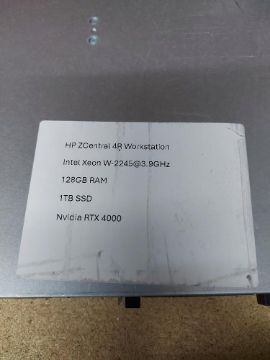 HP ZCentral 4R Workstation
Intel Xeon W-2245@3.9GHz
128GB RAM
1TB SSD
Nvidia RTX 4000